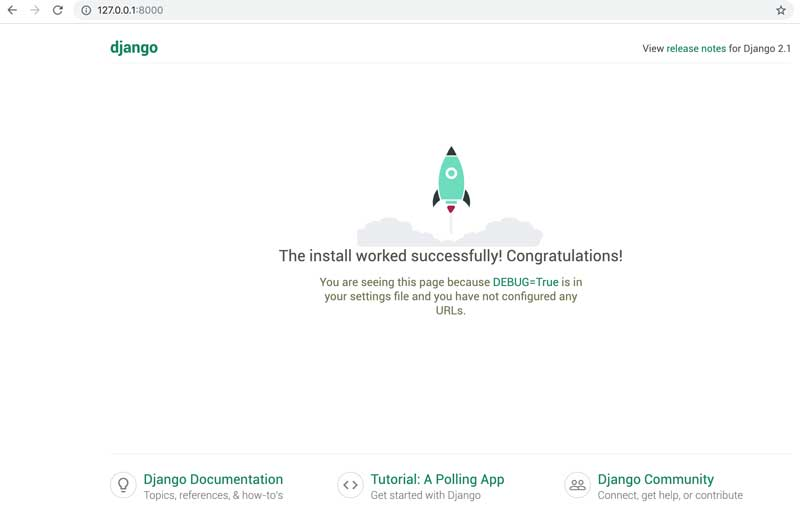 127.0.0.1:8000
django
View release notes for Django 2.1
The install worked successfully! Congratulations!
You are seeing this page because DEBUG=True is in
your settings file and you have not configured any
URLs.
Django Documentation
Topics, references, & how-to's
Tutorial: A Polling App
Get started with Django
Django Community
Connect, get help, or contribute